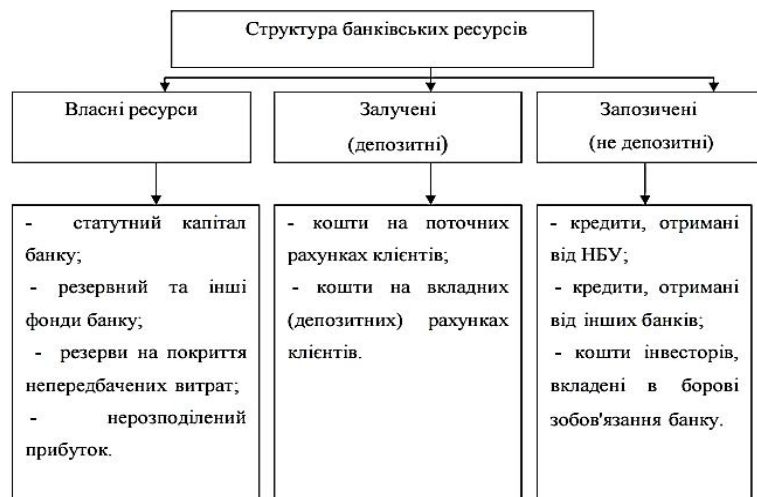 Структура банківських ресурсів
Власні ресурси
Залучені
(депозитні)
Запозичені
(не депозитні)
- статутний капітал
банку;
- резервний та інші
фонди банку;
- резерви на покриття
непередбачених витрат;
- нерозподілений
прибуток.
- кошти на поточних
рахунках клієнтів;
- кошти на вкладних
(депозитних) рахунках
клієнтів.
- кредити, отримані
від НБУ;
- кредити, отримані
від інших банків;
- кошти інвесторів,
вкладені в борові
зобов'язання банку.